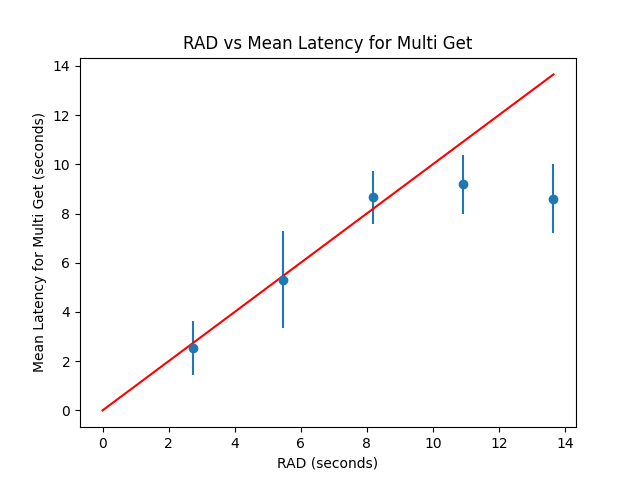 RAD vs Mean Latency for Multi Get
Mean Latency for Multi Get (seconds)
14
12
10
8
6
4
2
0
0 2 4 6 8 10 12 14
RAD (seconds)